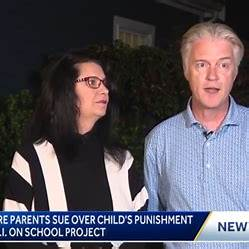 RE PARENTS SUE OVER CHILD'S PUNISHMENT
.I. ON SCHOOL PROJECT
NEW